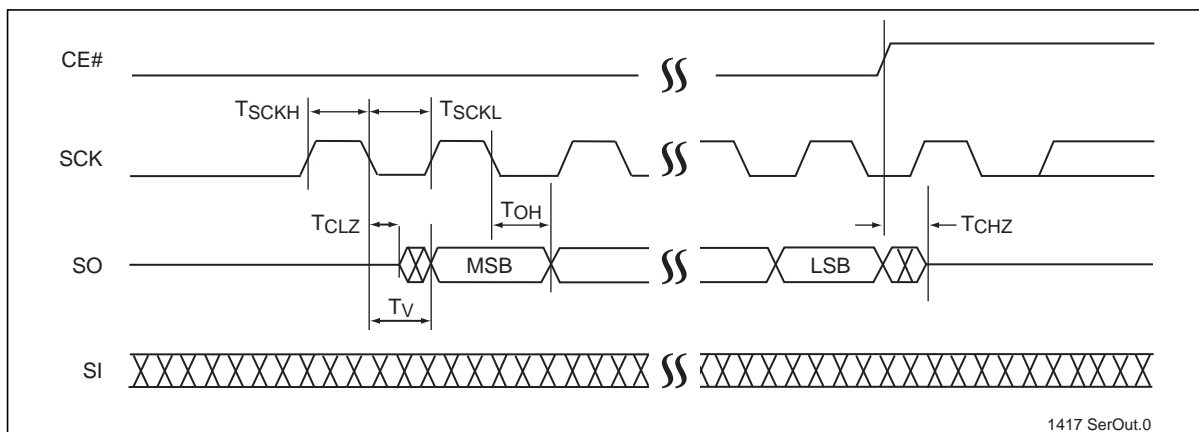 CE#
TSCKH
TSCKL
SCK
TOH
TCLZ
TCHZ
SO
MSB
LSB
TV
SI
1417 SerOut.0